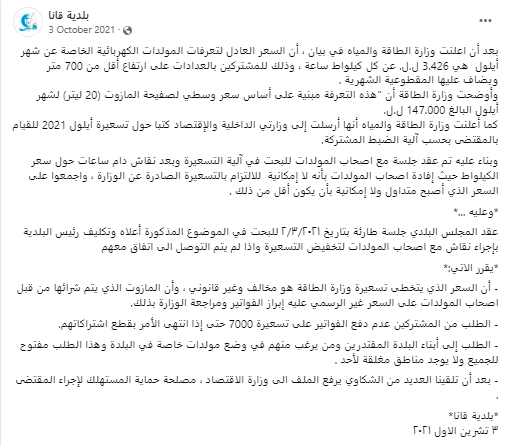 بلدية قانا
3 October 2021 ·
بعد أن اعلنت وزارة الطاقة والمياه في بيان ، أن السعر العادل لتعرفات المولدات الكهربائية الخاصة عن شهر
أيلول هي 3.426 ل.ل. عن كل كيلواط ساعة ، وذلك للمشتركين بالعدادات على ارتفاع أقل من 700 متر
ويضاف عليها المقطوعية الشهرية .
وأوضحت وزارة الطاقة أن "هذه التعرفة مبنية على أساس سعر وسطي لصفيحة المازوت (20 ليتر) لشهر
أيلول البالغ 147.000 ل.ل.
كما أعلنت وزارة الطاقة والمياه أنها أرسلت إلى وزارتي الداخلية والإقتصاد كتبا حول تسعيرة أيلول 2021 للقيام
بالمقتضى بحسب آلية الضبط المشتركة.
وبناء عليه تم عقد جلسة مع اصحاب المولدات للبحث في آلية التسعيرة وبعد نقاش دام ساعات حول سعر
الكيلواط حيث إفادة اصحاب المولدات بأنه لا إمكانية للالتزام بالتسعيرة الصادرة عن الوزارة ، واجمعوا على
السعر الذي أصبح متداول ولا إمكانية بأن يكون أقل من ذلك .
*وعليه ...*
عقد المجلس البلدي جلسة طارئة بتاريخ ٢/٣/٢٠٢١ للبحث في الموضوع المذكورة أعلاه وتكليف رئيس البلدية
بإجراء نقاش مع اصحاب المولدات لتخفيض التسعيرة واذا لم يتم التوصل الى اتفاق معهم
*يقرر الآتي:*
- أن السعر الذي يتخطى تسعيرة وزارة الطاقة هو مخالف وغير قانوني ، وأن المازوت الذي يتم شرائها من قبل
اصحاب المولدات على السعر غير الرسمي عليه إبراز الفواتير ومراجعة الوزارة بذلك.
- الطلب من المشتركين عدم دفع الفواتير على تسعيرة 7000 حتى إذا انتهى الأمر بقطع اشتراكاتهم.
- الطلب إلى أبناء البلدة المقتدرين ومن يرغب منهم في وضع مولدات خاصة في البلدة وهذا الطلب مفتوح
للجميع ولا يوجد مناطق مغلقة لأحد .
- بعد أن تلقينا العديد من الشكاوي يرفع الملف الى وزارة الاقتصاد ، مصلحة حماية المستهلك لإجراء المقتضى
.
*بلدية قانا*
٣ تشرين الاول ٢٠٢١